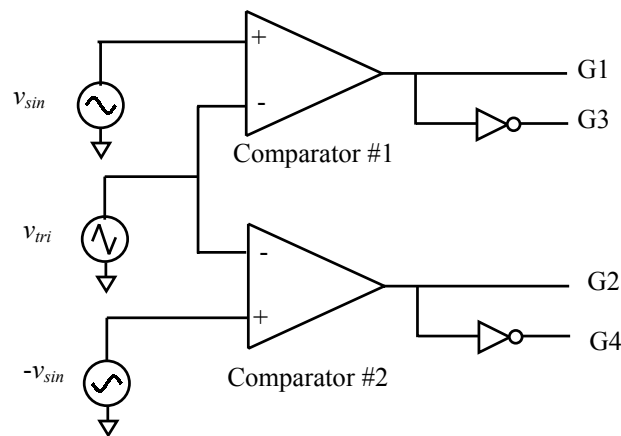 +
G1
v_sin
-
G3
Comparator #1
v_tri
-
G2
+
G4
-v_sin
Comparator #2